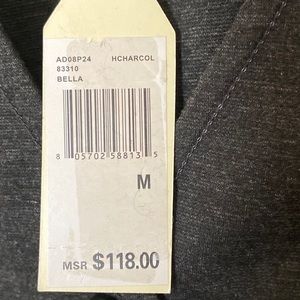 AD08P24 HCHARCOL
83310
BELLA
8 05702 58813 5
M
MSR $118.00